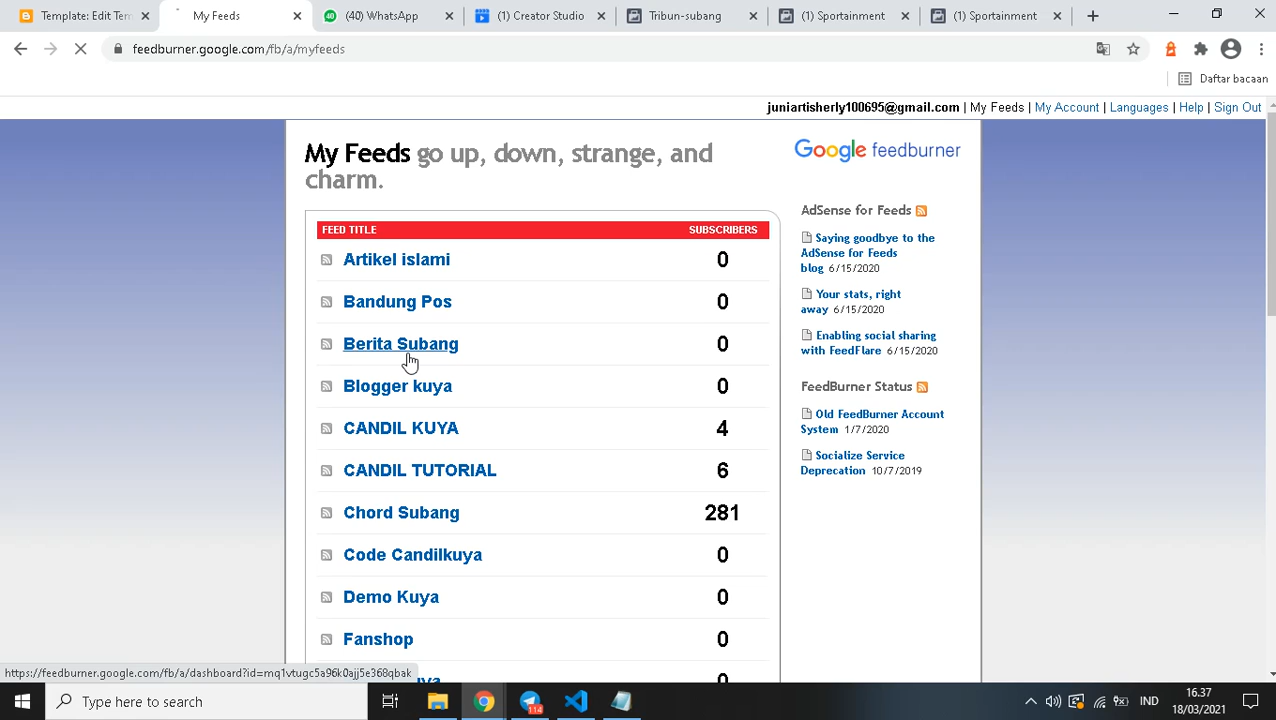 Template: Edit Tem
My Feeds
(40) WhatsApp
(1) Creator Studio
Tribun-subang
(1) Sportainment
(1) Sportainment
feedburner.google.com/fb/a/myfeeds
Daftar bacaan
juniartisherly100695@gmail.com | My Feeds | My Account | Languages | Help | Sign Out
My Feeds go up, down, strange, and
charm.
Google feedburner
FEED TITLE SUBSCRIBERS
Artikel islami 0
Bandung Pos 0
Berita Subang 0
Blogger kuya 0
CANDIL KUYA 4
CANDIL TUTORIAL 6
Chord Subang 281
Code Candilkuya 0
Demo Kuya 0
Fanshop 0
AdSense for Feeds
Saying goodbye to the
AdSense for Feeds
blog 6/15/2020
Your stats, right
away 6/15/2020
Enabling social sharing
with FeedFlare 6/15/2020
FeedBurner Status
Old FeedBurner Account
System 1/7/2020
Socialize Service
Deprecation 10/7/2019
https://feedburner.google.com/fb/a/dashboard?id=mq1vtugc5a96k0ajj5e368qbak
Type here to search
114
IND
16.37
18/03/2021